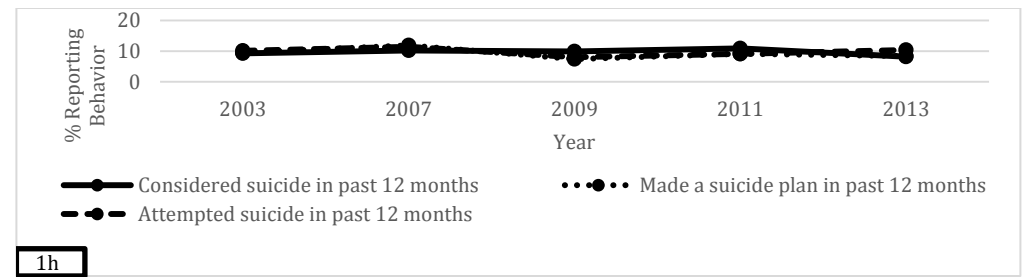 20
10
0
% Reporting
Behavior
2003 2007 2009 2011 2013
Year
Considered suicide in past 12 months
Made a suicide plan in past 12 months
Attempted suicide in past 12 months
1h